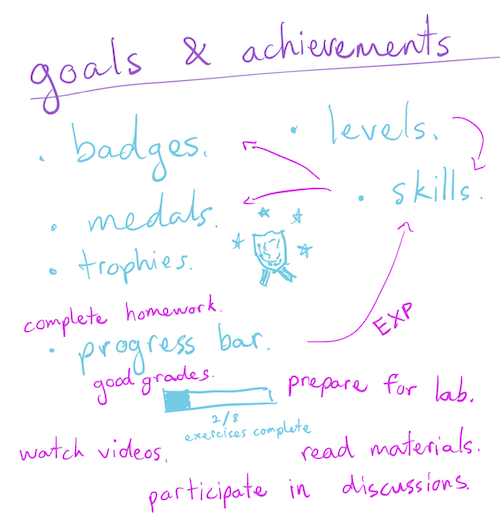 goals & achievements
• badges.
• levels.
• medals.
• skills.
• trophies.
complete homework.
• progress bar.
EXP
good grades.
prepare for lab.
2/8
exercices complete
watch videos.
read materials.
participate in discussions.